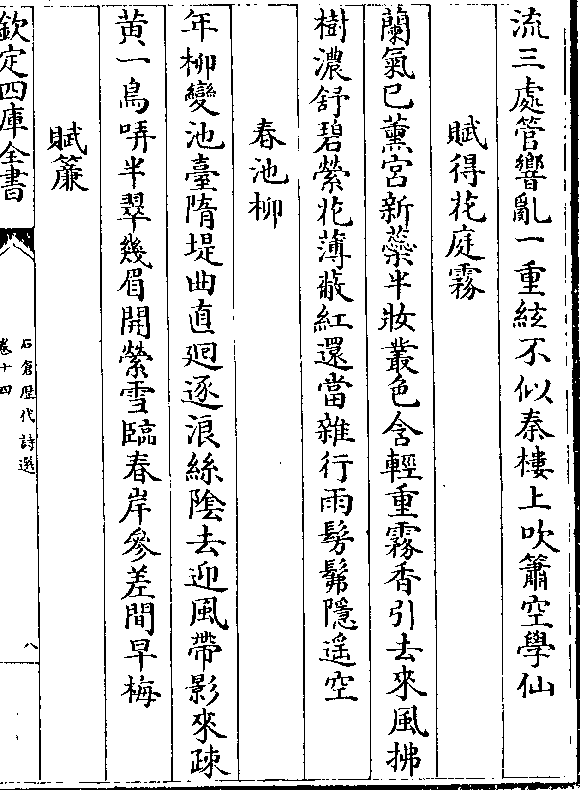 流三處管響亂一重絃不似秦樓上吹簫空學仙
賦得花庭霧
蘭氣已薰宮新蘂半妝叢色含輕重霧香引去來風拂
樹濃舒碧縈花薄蔽紅還當雜行雨髣髴隱遥空
春池柳
年柳變池臺隋堤曲直廻逐浪絲陰去迎風帶影來疎
黄一鳥哢半翠幾眉開縈雪臨春岸參差間早梅
賦簾
欽定四庫全書
石倉歴代詩選
卷十四
八